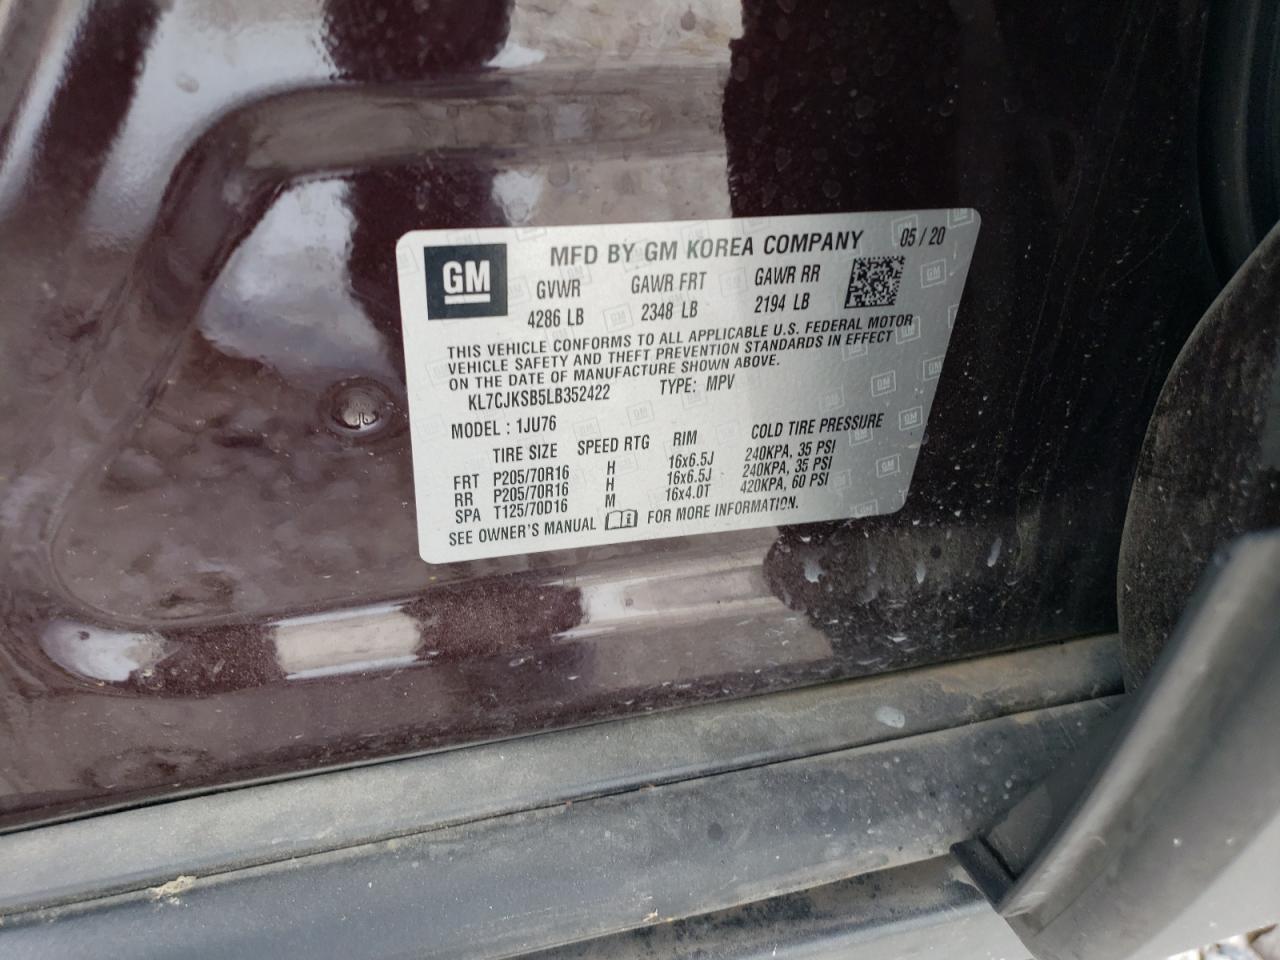 GM
MFD BY GM KOREA COMPANY 05 / 20
GVWR GAWR FRT GAWR RR
4286 LB 2348 LB 2194 LB
THIS VEHICLE CONFORMS TO ALL APPLICABLE U.S. FEDERAL MOTOR
VEHICLE SAFETY AND THEFT PREVENTION STANDARDS IN EFFECT
ON THE DATE OF MANUFACTURE SHOWN ABOVE.
KL7CJKSB5LB352422 TYPE: MPV
MODEL : 1JU76
TIRE SIZE SPEED RTG RIM COLD TIRE PRESSURE
FRT P205/70R16 H 16x6.5J 240KPA, 35 PSI
RR P205/70R16 H 16x6.5J 240KPA, 35 PSI
SPA T125/70D16 M 16x4.0T 420KPA, 60 PSI
SEE OWNER'S MANUAL FOR MORE INFORMATION.